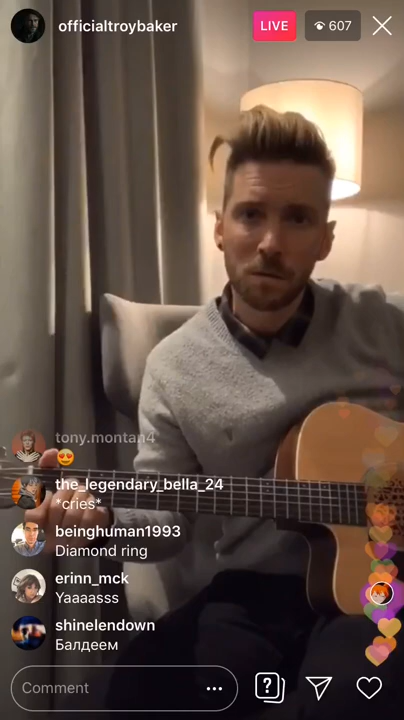 officialtroybaker
LIVE
607
tony.montan4
😍
the_legendary_bella_24
*cries*
beinghuman1993
Diamond ring
erinn_mck
Yaaaasss
shinelendown
Балдеем
Comment